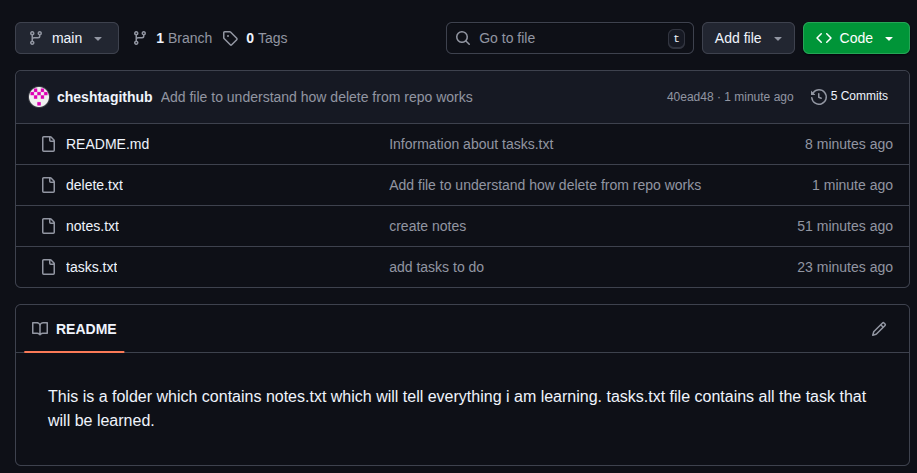 main 1 Branch 0 Tags Go to file t Add file Code
cheshtagithub Add file to understand how delete from repo works 40ead48 · 1 minute ago 5 Commits
README.md Information about tasks.txt 8 minutes ago
delete.txt Add file to understand how delete from repo works 1 minute ago
notes.txt create notes 51 minutes ago
tasks.txt add tasks to do 23 minutes ago
README
This is a folder which contains notes.txt which will tell everything i am learning. tasks.txt file contains all the task that
will be learned.